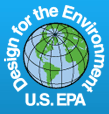 Design for the Environment
U.S. EPA